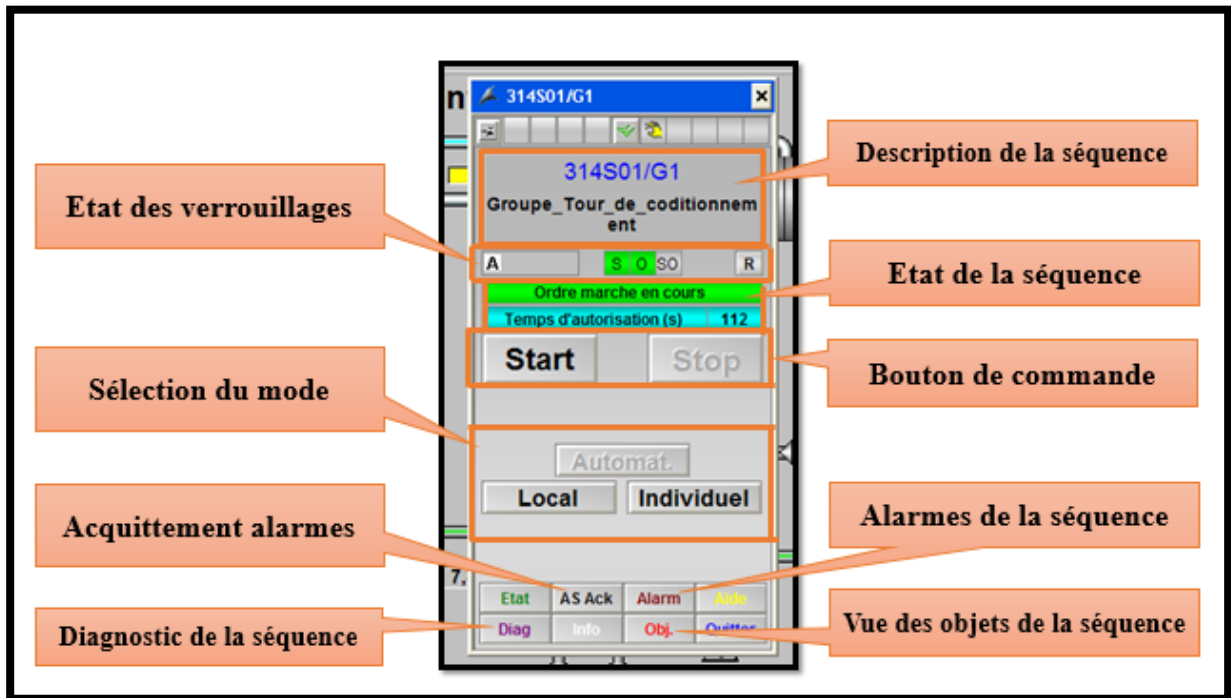 n
314S01/G1
314S01/G1
Groupe_Tour_de_coditionnem
ent
A S O SO R
Ordre marche en cours
Temps d'autorisation (s) 112
Start Stop
Automat.
Local Individuel
7,
Etat AS Ack Alarm Aide
Diag Info Obj. Quitter
Etat des verrouillages
Sélection du mode
Acquittement alarmes
Diagnostic de la séquence
Description de la séquence
Etat de la séquence
Bouton de commande
Alarmes de la séquence
Vue des objets de la séquence